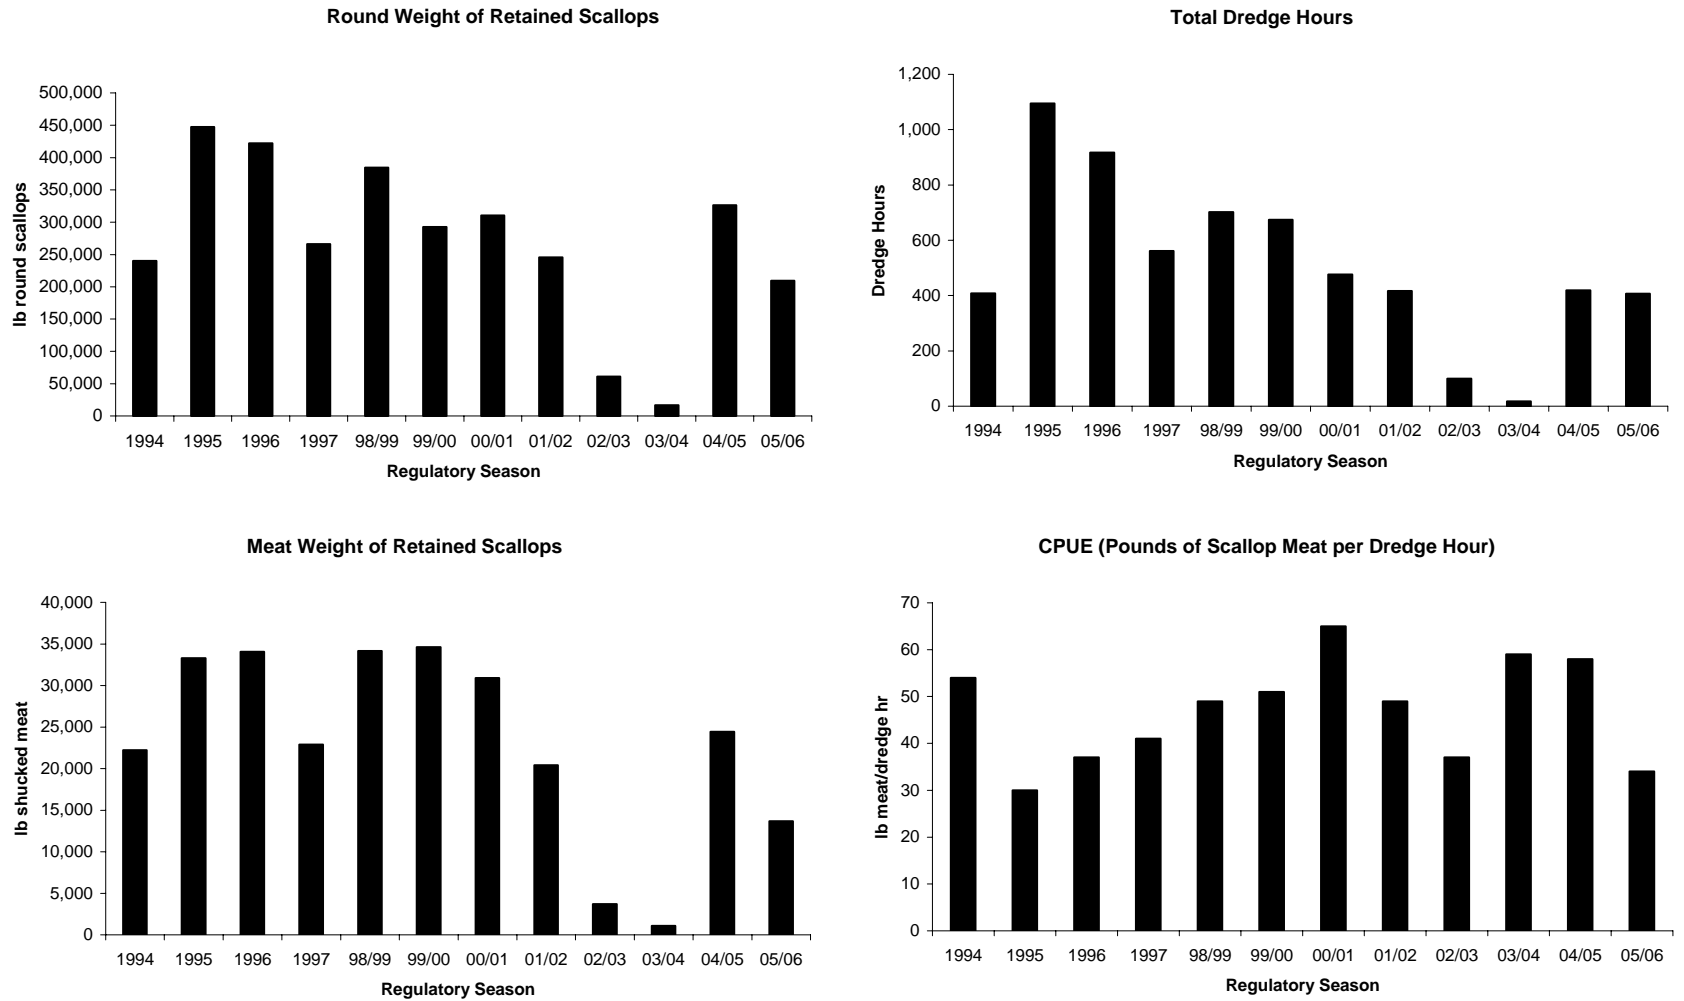 Round Weight of Retained Scallops
500,000
450,000
400,000
350,000
300,000
250,000
200,000
150,000
100,000
50,000
0
lb round scallops
1994 1995 1996 1997 98/99 99/00 00/01 01/02 02/03 03/04 04/05 05/06
Regulatory Season
Total Dredge Hours
1,200
1,000
800
600
400
200
0
Dredge Hours
1994 1995 1996 1997 98/99 99/00 00/01 01/02 02/03 03/04 04/05 05/06
Regulatory Season
Meat Weight of Retained Scallops
40,000
35,000
30,000
25,000
20,000
15,000
10,000
5,000
0
lb shucked meat
1994 1995 1996 1997 98/99 99/00 00/01 01/02 02/03 03/04 04/05 05/06
Regulatory Season
CPUE (Pounds of Scallop Meat per Dredge Hour)
70
60
50
40
30
20
10
0
lb meat/dredge hr
1994 1995 1996 1997 98/99 99/00 00/01 01/02 02/03 03/04 04/05 05/06
Regulatory Season